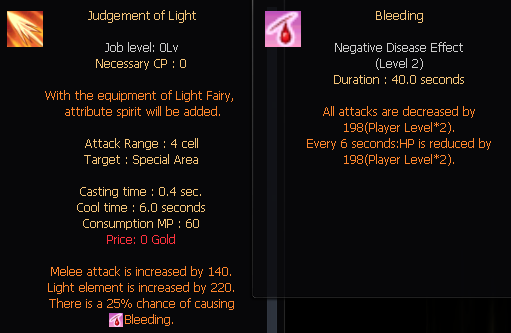 Judgement of Light
Job level: 0Lv
Necessary CP : 0
With the equipment of Light Fairy,
attribute spirit will be added.
Attack Range : 4 cell
Target : Special Area
Casting time : 0.4 sec.
Cool time : 6.0 seconds
Consumption MP : 60
Price: 0 Gold
Melee attack is increased by 140.
Light element is increased by 220.
There is a 25% chance of causing
Bleeding.
Bleeding
Negative Disease Effect
(Level 2)
Duration : 40.0 seconds
All attacks are decreased by
198(Player Level*2).
Every 6 seconds:HP is reduced by
198(Player Level*2).